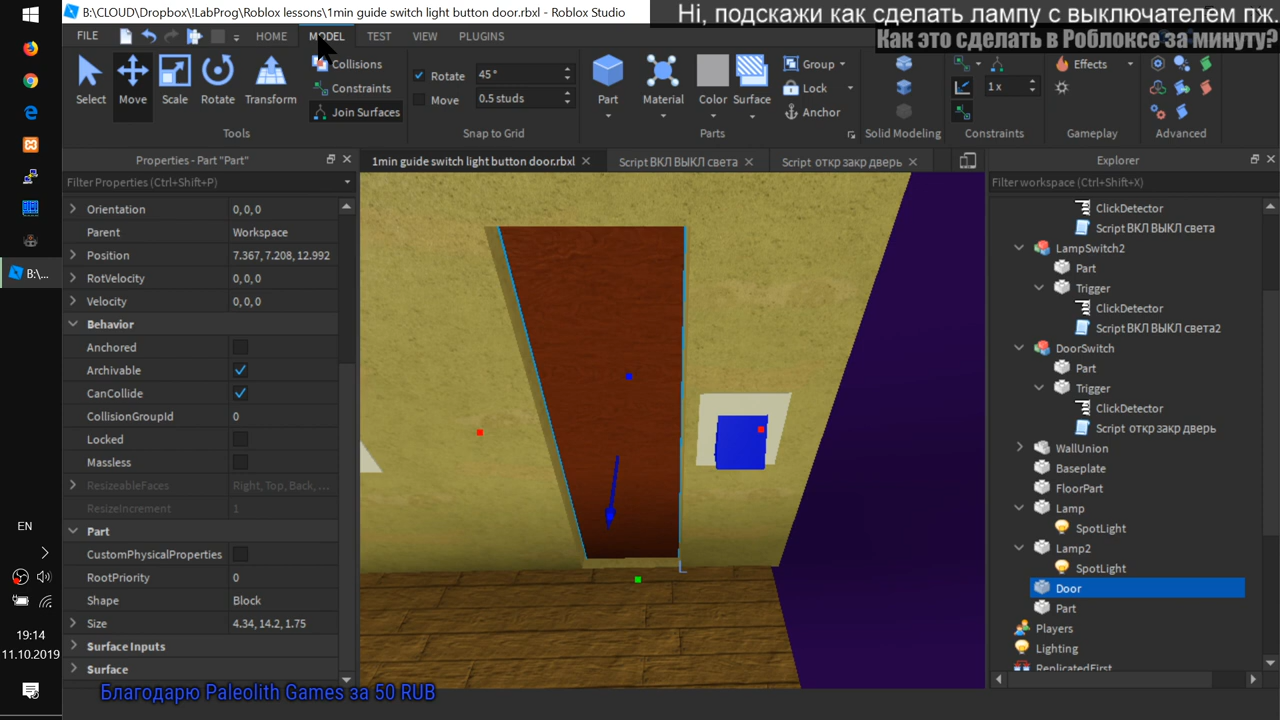 B:\CLOUD\Dropbox\!LabProg\Roblox lessons\1min guide switch light button door.rbxl - Roblox Studio
Hi, подскажи как сделать лампу с выключателем пж.
Как это сделать в Роблоксе за минуту?
FILE
HOME
MODEL
TEST
VIEW
PLUGINS
Select
Move
Scale
Rotate
Transform
Collisions
Constraints
Join Surfaces
Tools
Rotate
45°
Move
0.5 studs
Snap to Grid
Part
Material
Color
Surface
Group
Lock
Anchor
Parts
Solid Modeling
1 x
Constraints
Effects
Gameplay
Advanced
Properties - Part "Part"
Filter Properties (Ctrl+Shift+P)
Orientation 0, 0, 0
Parent Workspace
Position 7.367, 7.208, 12.992
RotVelocity 0, 0, 0
Velocity 0, 0, 0
Behavior
Anchored
Archivable
CanCollide
CollisionGroupId 0
Locked
Massless
ResizeableFaces Right, Top, Back, ...
ResizeIncrement 1
Part
CustomPhysicalProperties
RootPriority 0
Shape Block
Size 4.34, 14.2, 1.75
Surface Inputs
Surface
1min guide switch light button door.rbxl
Script ВКЛ ВЫКЛ света
Script откр закр дверь
Explorer
Filter workspace (Ctrl+Shift+X)
ClickDetector
Script ВКЛ ВЫКЛ света
LampSwitch2
Part
Trigger
ClickDetector
Script ВКЛ ВЫКЛ света2
DoorSwitch
Part
Trigger
ClickDetector
Script откр закр дверь
WallUnion
Baseplate
FloorPart
Lamp
SpotLight
Lamp2
SpotLight
Door
Part
Players
Lighting
ReplicatedFirst
B:\...
EN
19:14
11.10.2019
Благодарю Paleolith Games за 50 RUB